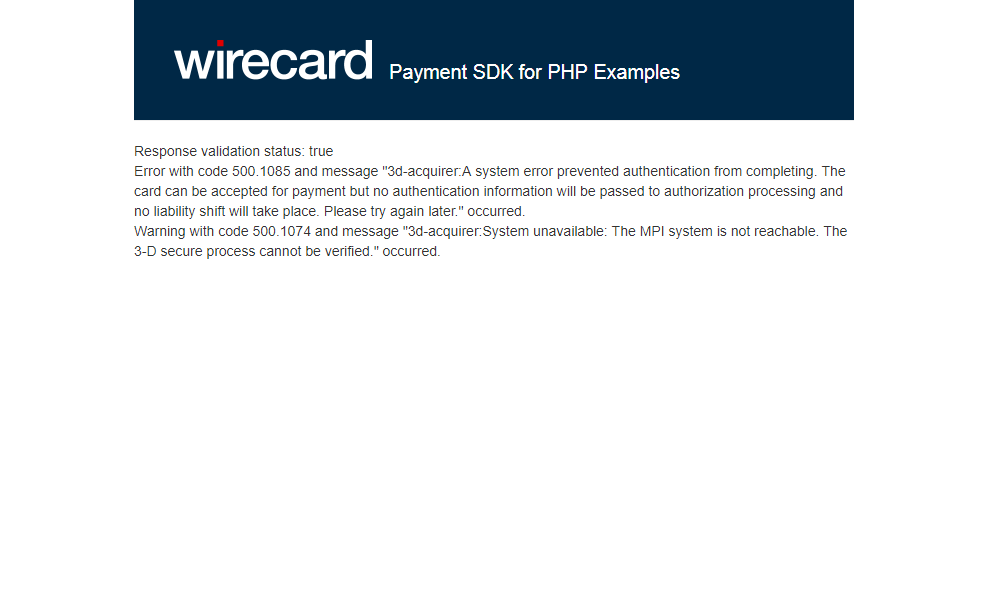 wirecard Payment SDK for PHP Examples
Response validation status: true
Error with code 500.1085 and message "3d-acquirer:A system error prevented authentication from completing. The
card can be accepted for payment but no authentication information will be passed to authorization processing and
no liability shift will take place. Please try again later." occurred.
Warning with code 500.1074 and message "3d-acquirer:System unavailable: The MPI system is not reachable. The
3-D secure process cannot be verified." occurred.